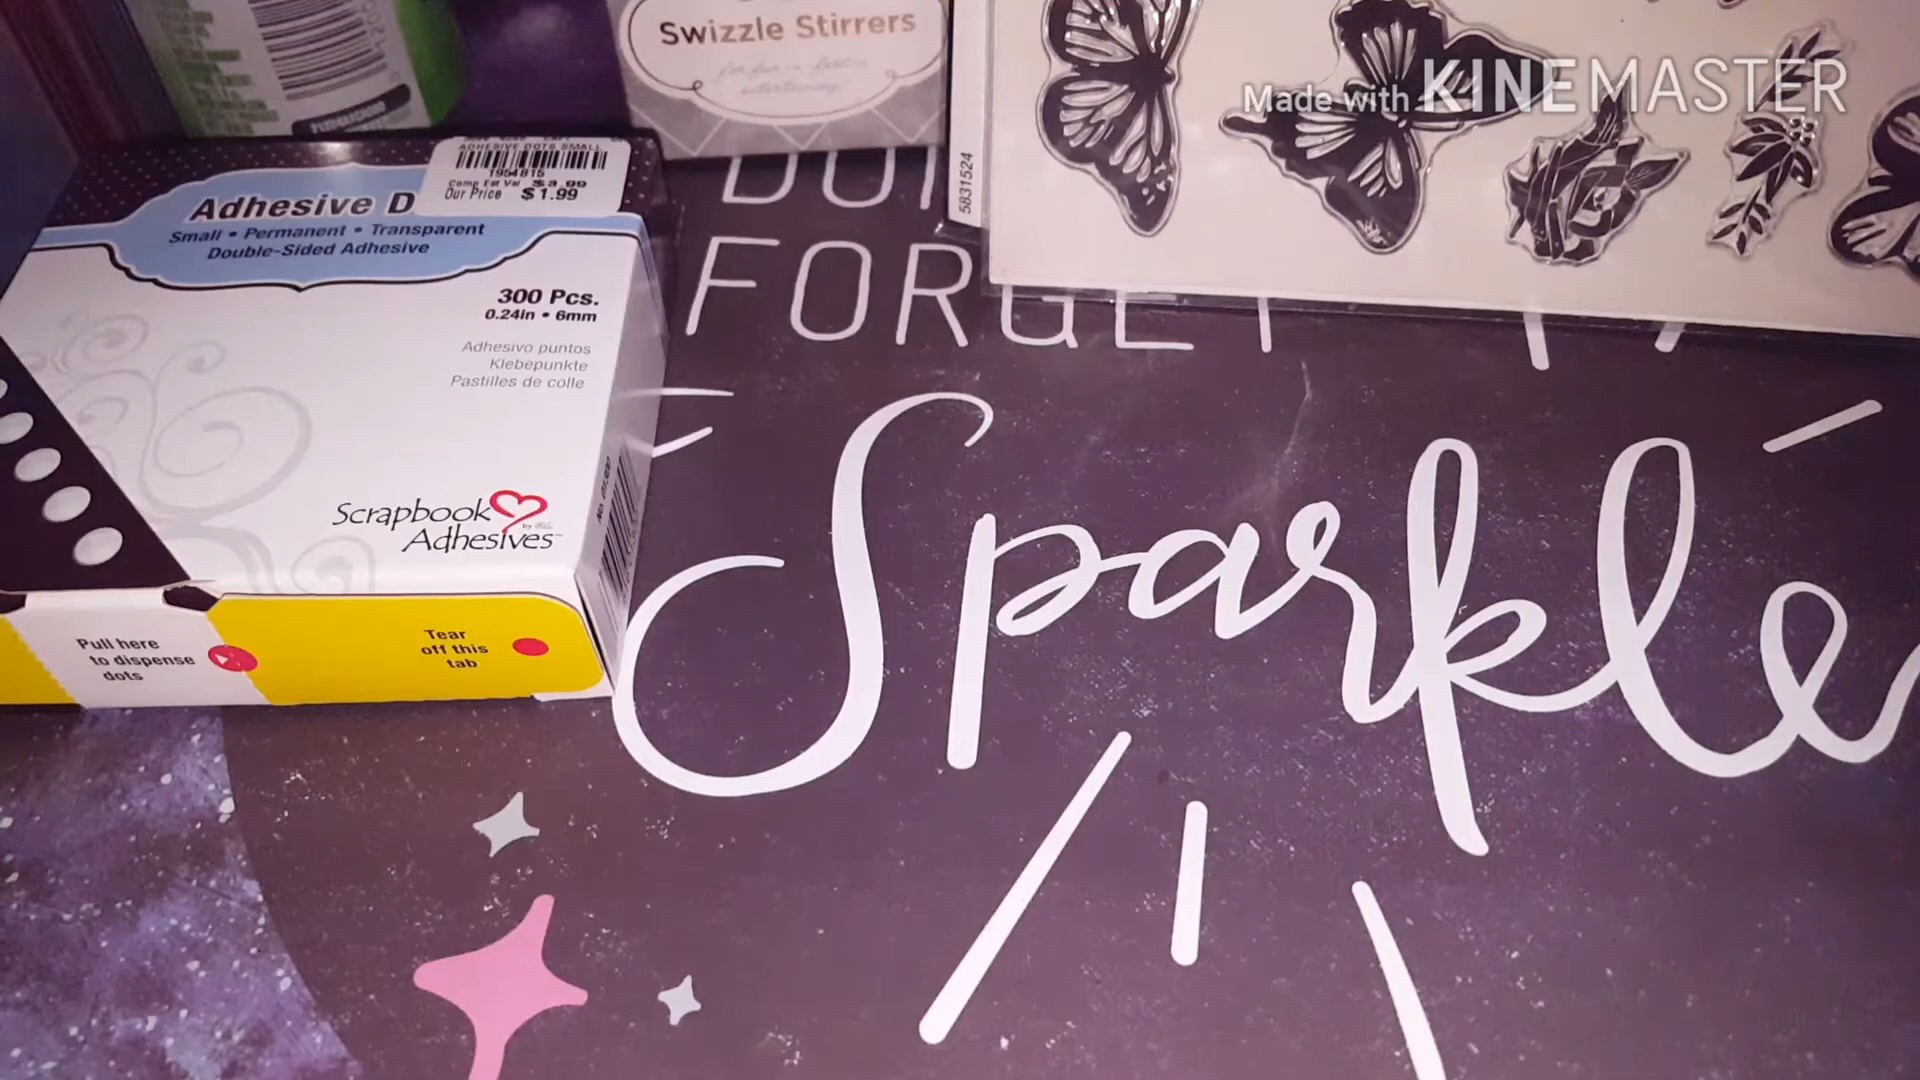 Swizzle Stirrers
Made with KINEMASTER
ADHESIVE DOTS SMALL
1954815
Comp Est Val $3.99
Our Price $1.99
5831524
Adhesive D
Small • Permanent • Transparent
Double-Sided Adhesive
300 Pcs.
0.24in • 6mm
Adhesivo puntos
Klebepunkte
Pastilles de colle
Scrapbook
Adhesives
Pull here
to dispense
dots
Tear
off this
tab
DON
FORGET
Sparkle